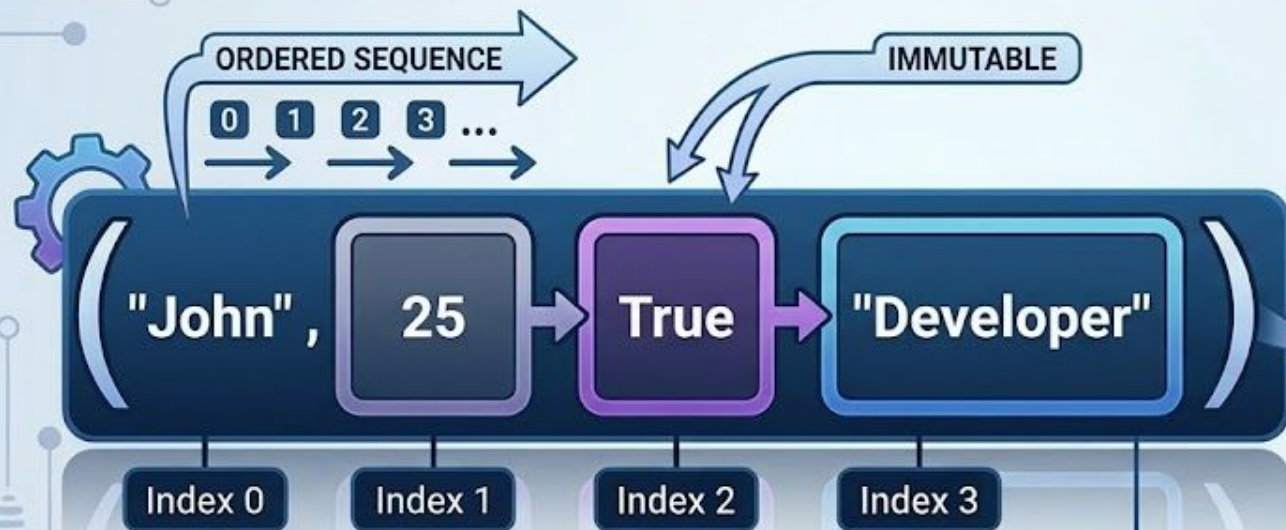 ORDERED SEQUENCE
IMMUTABLE
0 1 2 3 ...
( "John" , 25 True "Developer" )
Index 0 Index 1 Index 2 Index 3